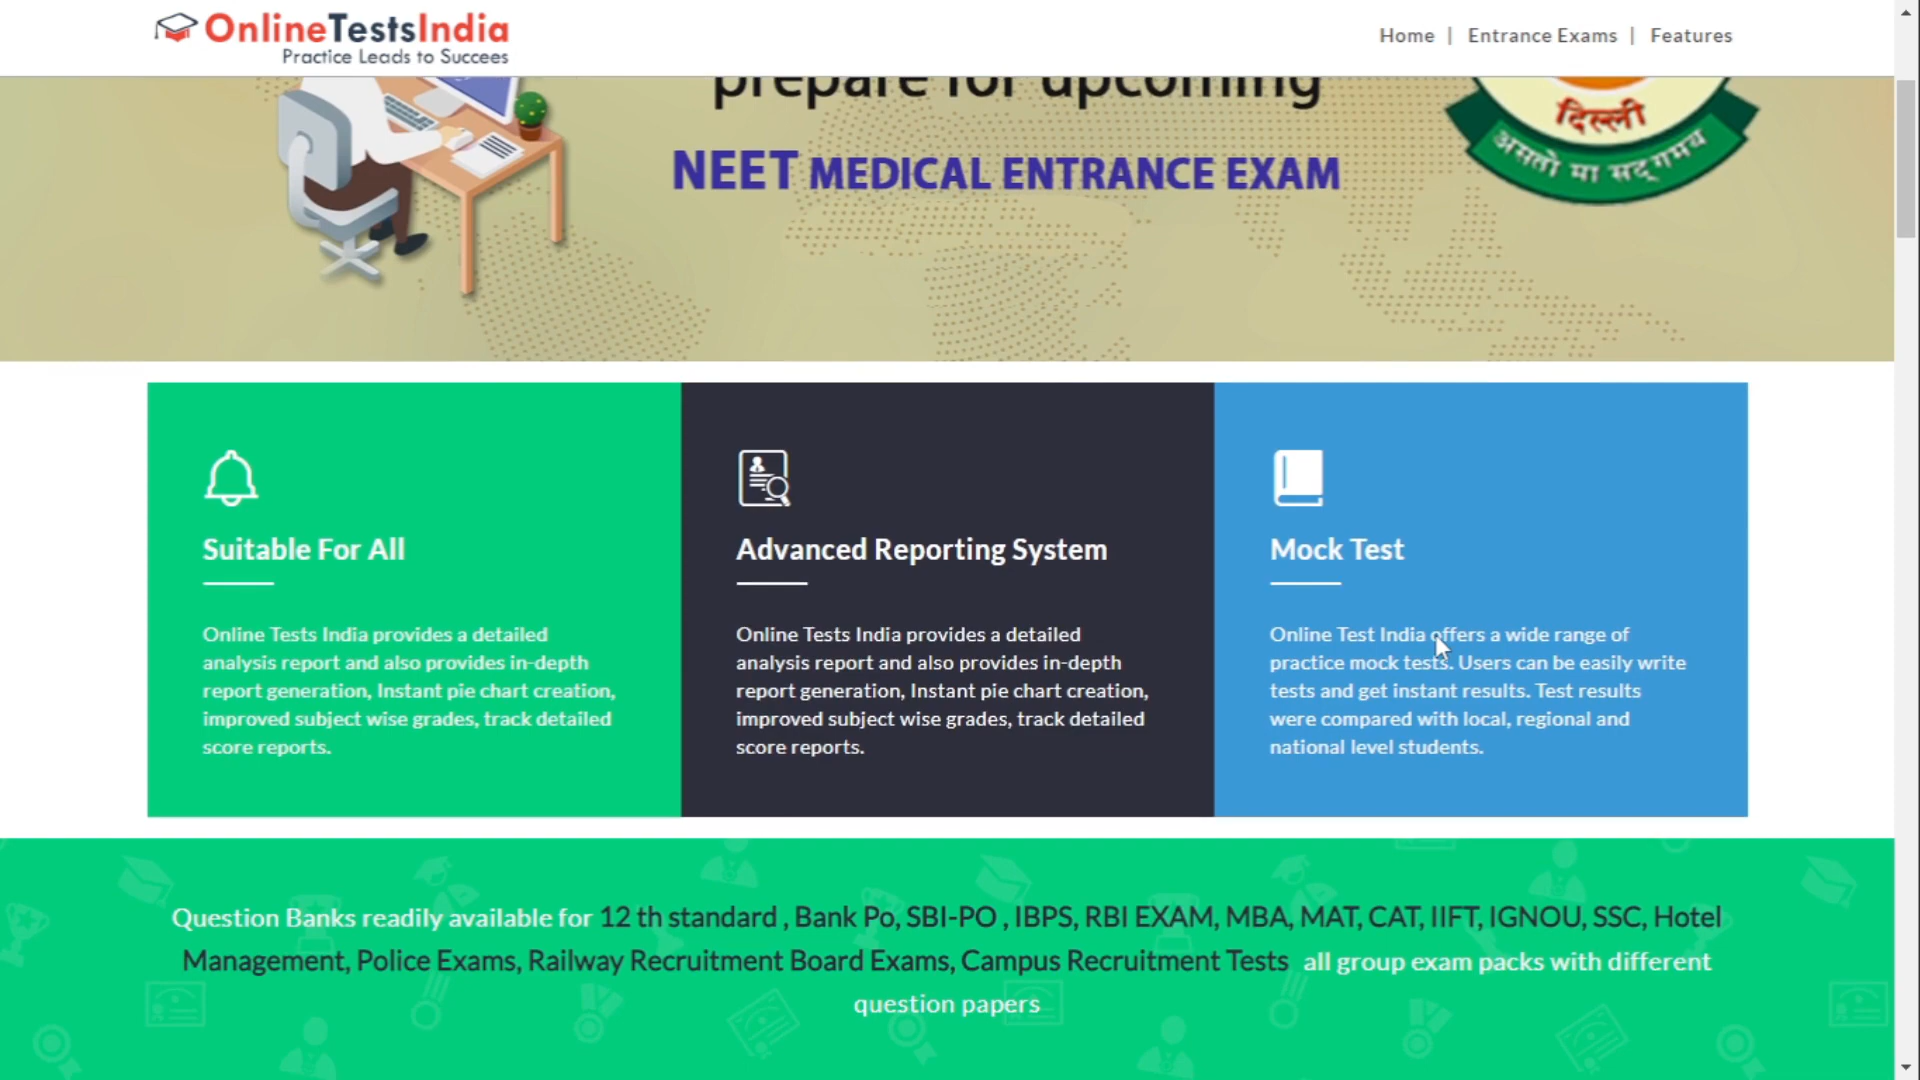 OnlineTestsIndia
Practice Leads to Succees
Home | Entrance Exams | Features
prepare for upcoming
NEET MEDICAL ENTRANCE EXAM
दिल्ली
असतो मा सद्गमय
Suitable For All
Online Tests India provides a detailed
analysis report and also provides in-depth
report generation, Instant pie chart creation,
improved subject wise grades, track detailed
score reports.
Advanced Reporting System
Online Tests India provides a detailed
analysis report and also provides in-depth
report generation, Instant pie chart creation,
improved subject wise grades, track detailed
score reports.
Mock Test
Online Test India offers a wide range of
practice mock tests. Users can be easily write
tests and get instant results. Test results
were compared with local, regional and
national level students.
Question Banks readily available for 12 th standard , Bank Po, SBI-PO , IBPS, RBI EXAM, MBA, MAT, CAT, IIFT, IGNOU, SSC, Hotel
Management, Police Exams, Railway Recruitment Board Exams, Campus Recruitment Tests all group exam packs with different
question papers